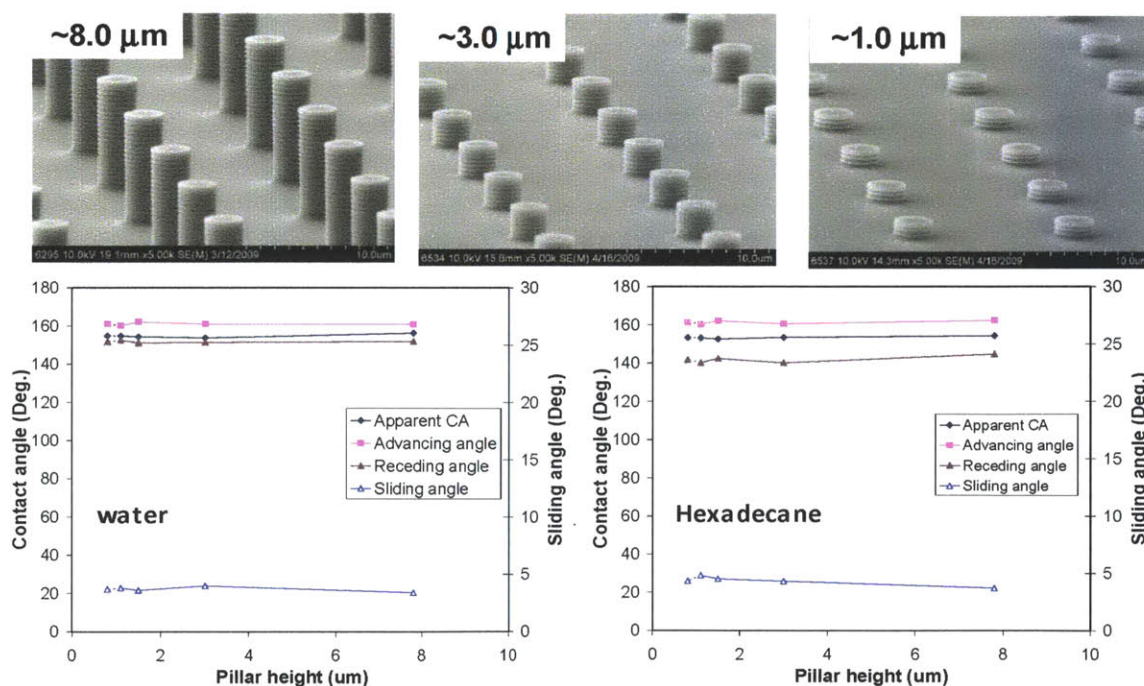 ~8.0 μm
~3.0 μm
~1.0 μm
6295 10.0kV 19.1mm x5.00k SE(M) 3/12/2009
10.0um
6534 10.0kV 15.8mm x5.00k SE(M) 4/16/2009
10.0um
6537 10.0kV 14.3mm x5.00k SE(M) 4/16/2009
10.0um
Contact angle (Deg.)
180
160
140
120
100
80
60
40
20
0
30
25
20
15
10
5
0
Sliding angle (Deg.)
Apparent CA
Advancing angle
Receding angle
Sliding angle
water
0 2 4 6 8 10
Pillar height (um)
Contact angle (Deg.)
180
160
140
120
100
80
60
40
20
0
30
25
20
15
10
5
0
Sliding angle (Deg.)
Apparent CA
Advancing angle
Receding angle
Sliding angle
Hexadecane
0 2 4 6 8 10
Pillar height (um)